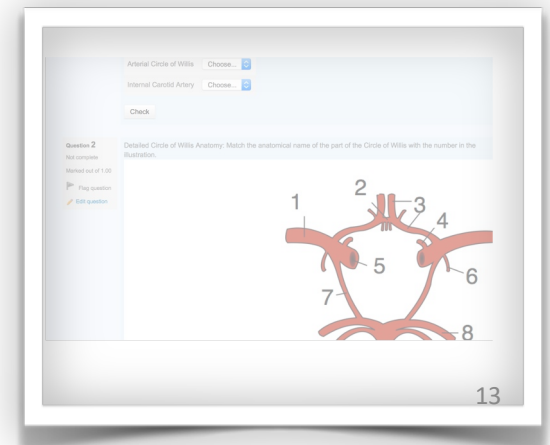 Arterial Circle of Willis Choose...
Internal Carotid Artery Choose...
Check
Question 2
Not complete
Marked out of 1.00
Flag question
Edit question
Detailed Circle of Willis Anatomy: Match the anatomical name of the part of the Circle of Willis with the number in the
illustration.
1
2
3
4
5
6
7
8
13